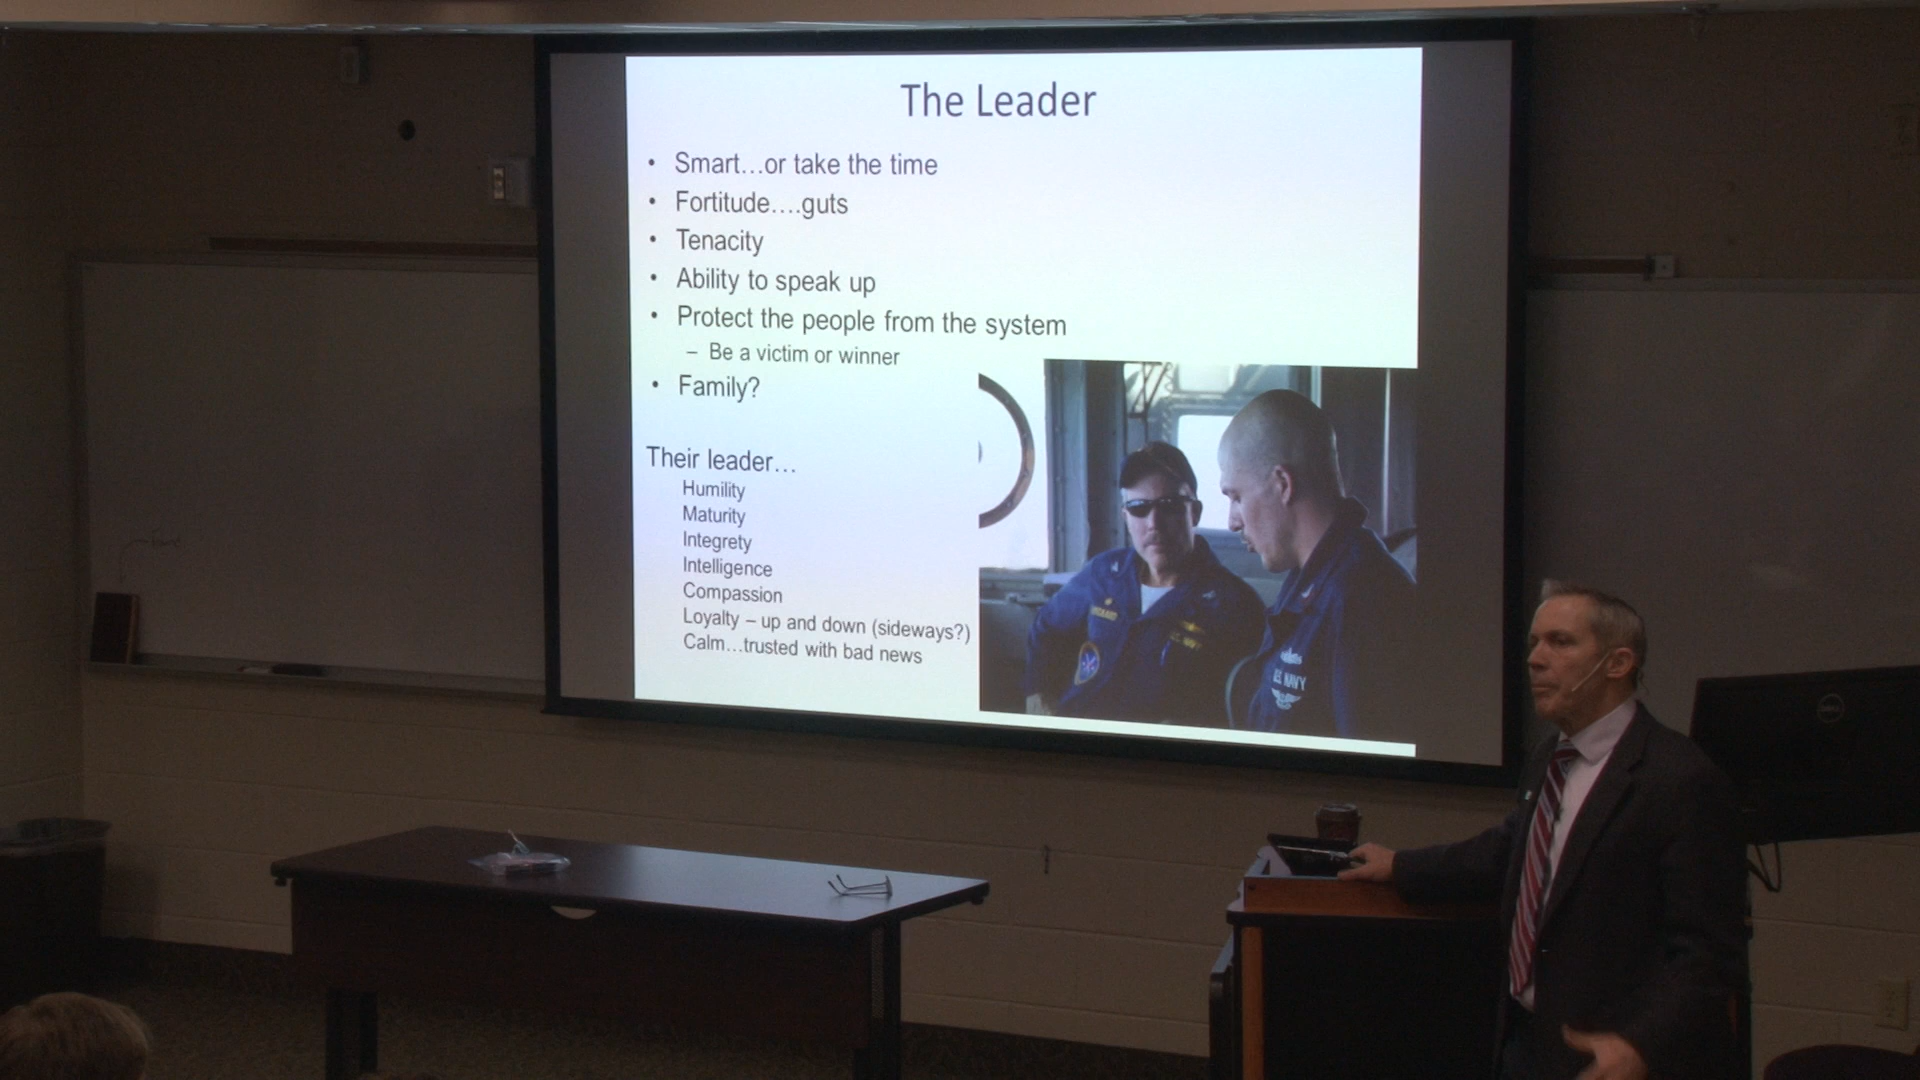 The Leader
• Smart…or take the time
• Fortitude….guts
• Tenacity
• Ability to speak up
• Protect the people from the system
– Be a victim or winner
• Family?
Their leader…
Humility
Maturity
Integrety
Intelligence
Compassion
Loyalty – up and down (sideways?)
Calm…trusted with bad news
U.S. NAVY
DELL